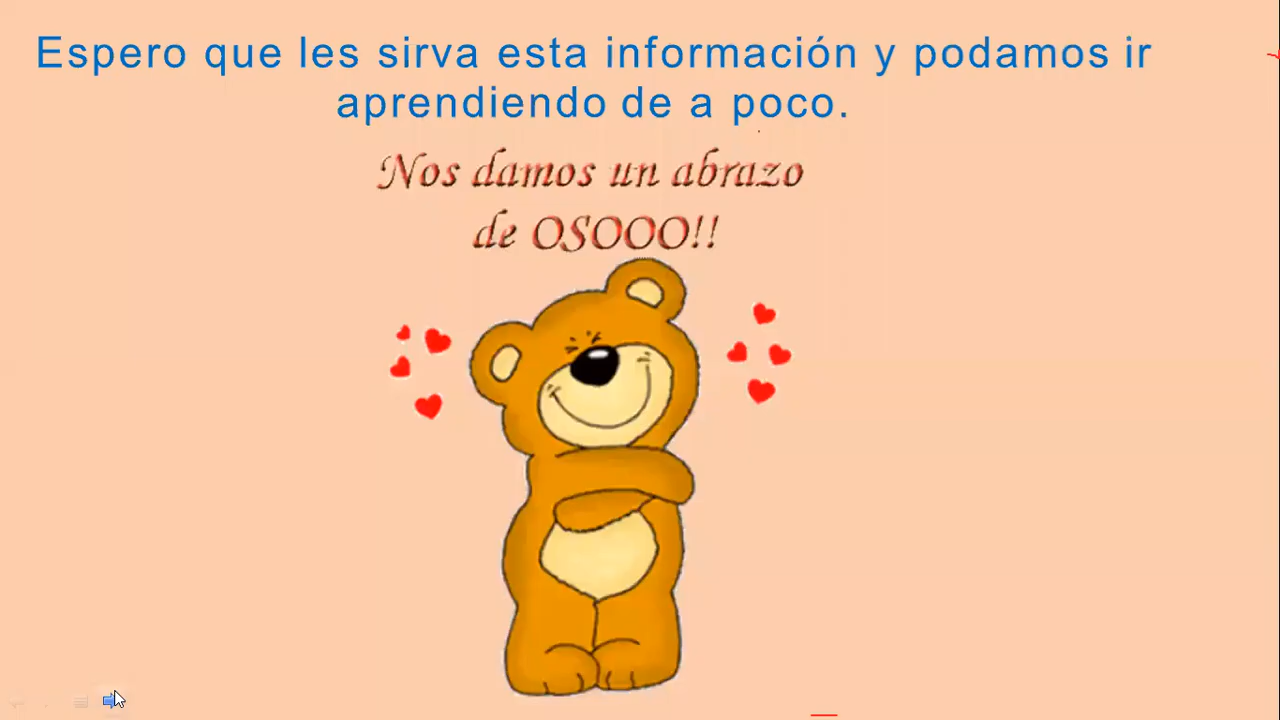 Espero que les sirva esta información y podamos ir
aprendiendo de a poco.
Nos damos un abrazo
de OSOOO!!